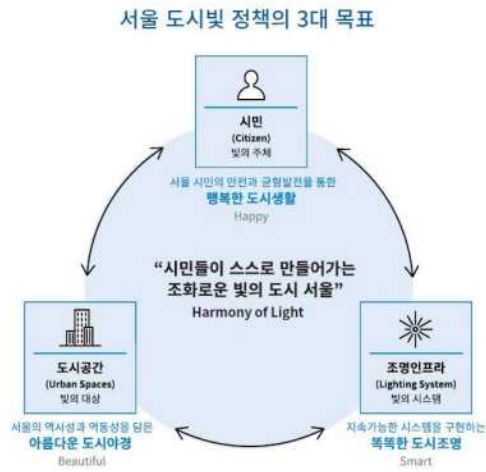 서울 도시빛 정책의 3대 목표
시민
(Citizen)
빛의 주체
서울 시민의 안전과 균형발전을 통한
행복한 도시생활
Happy
“시민들이 스스로 만들어가는
조화로운 빛의 도시 서울”
Harmony of Light
도시공간
(Urban Spaces)
빛의 대상
서울의 역사성과 역동성을 담은
아름다운 도시야경
Beautiful
조명인프라
(Lighting System)
빛의 시스템
지속가능한 시스템을 구현하는
똑똑한 도시조명
Smart